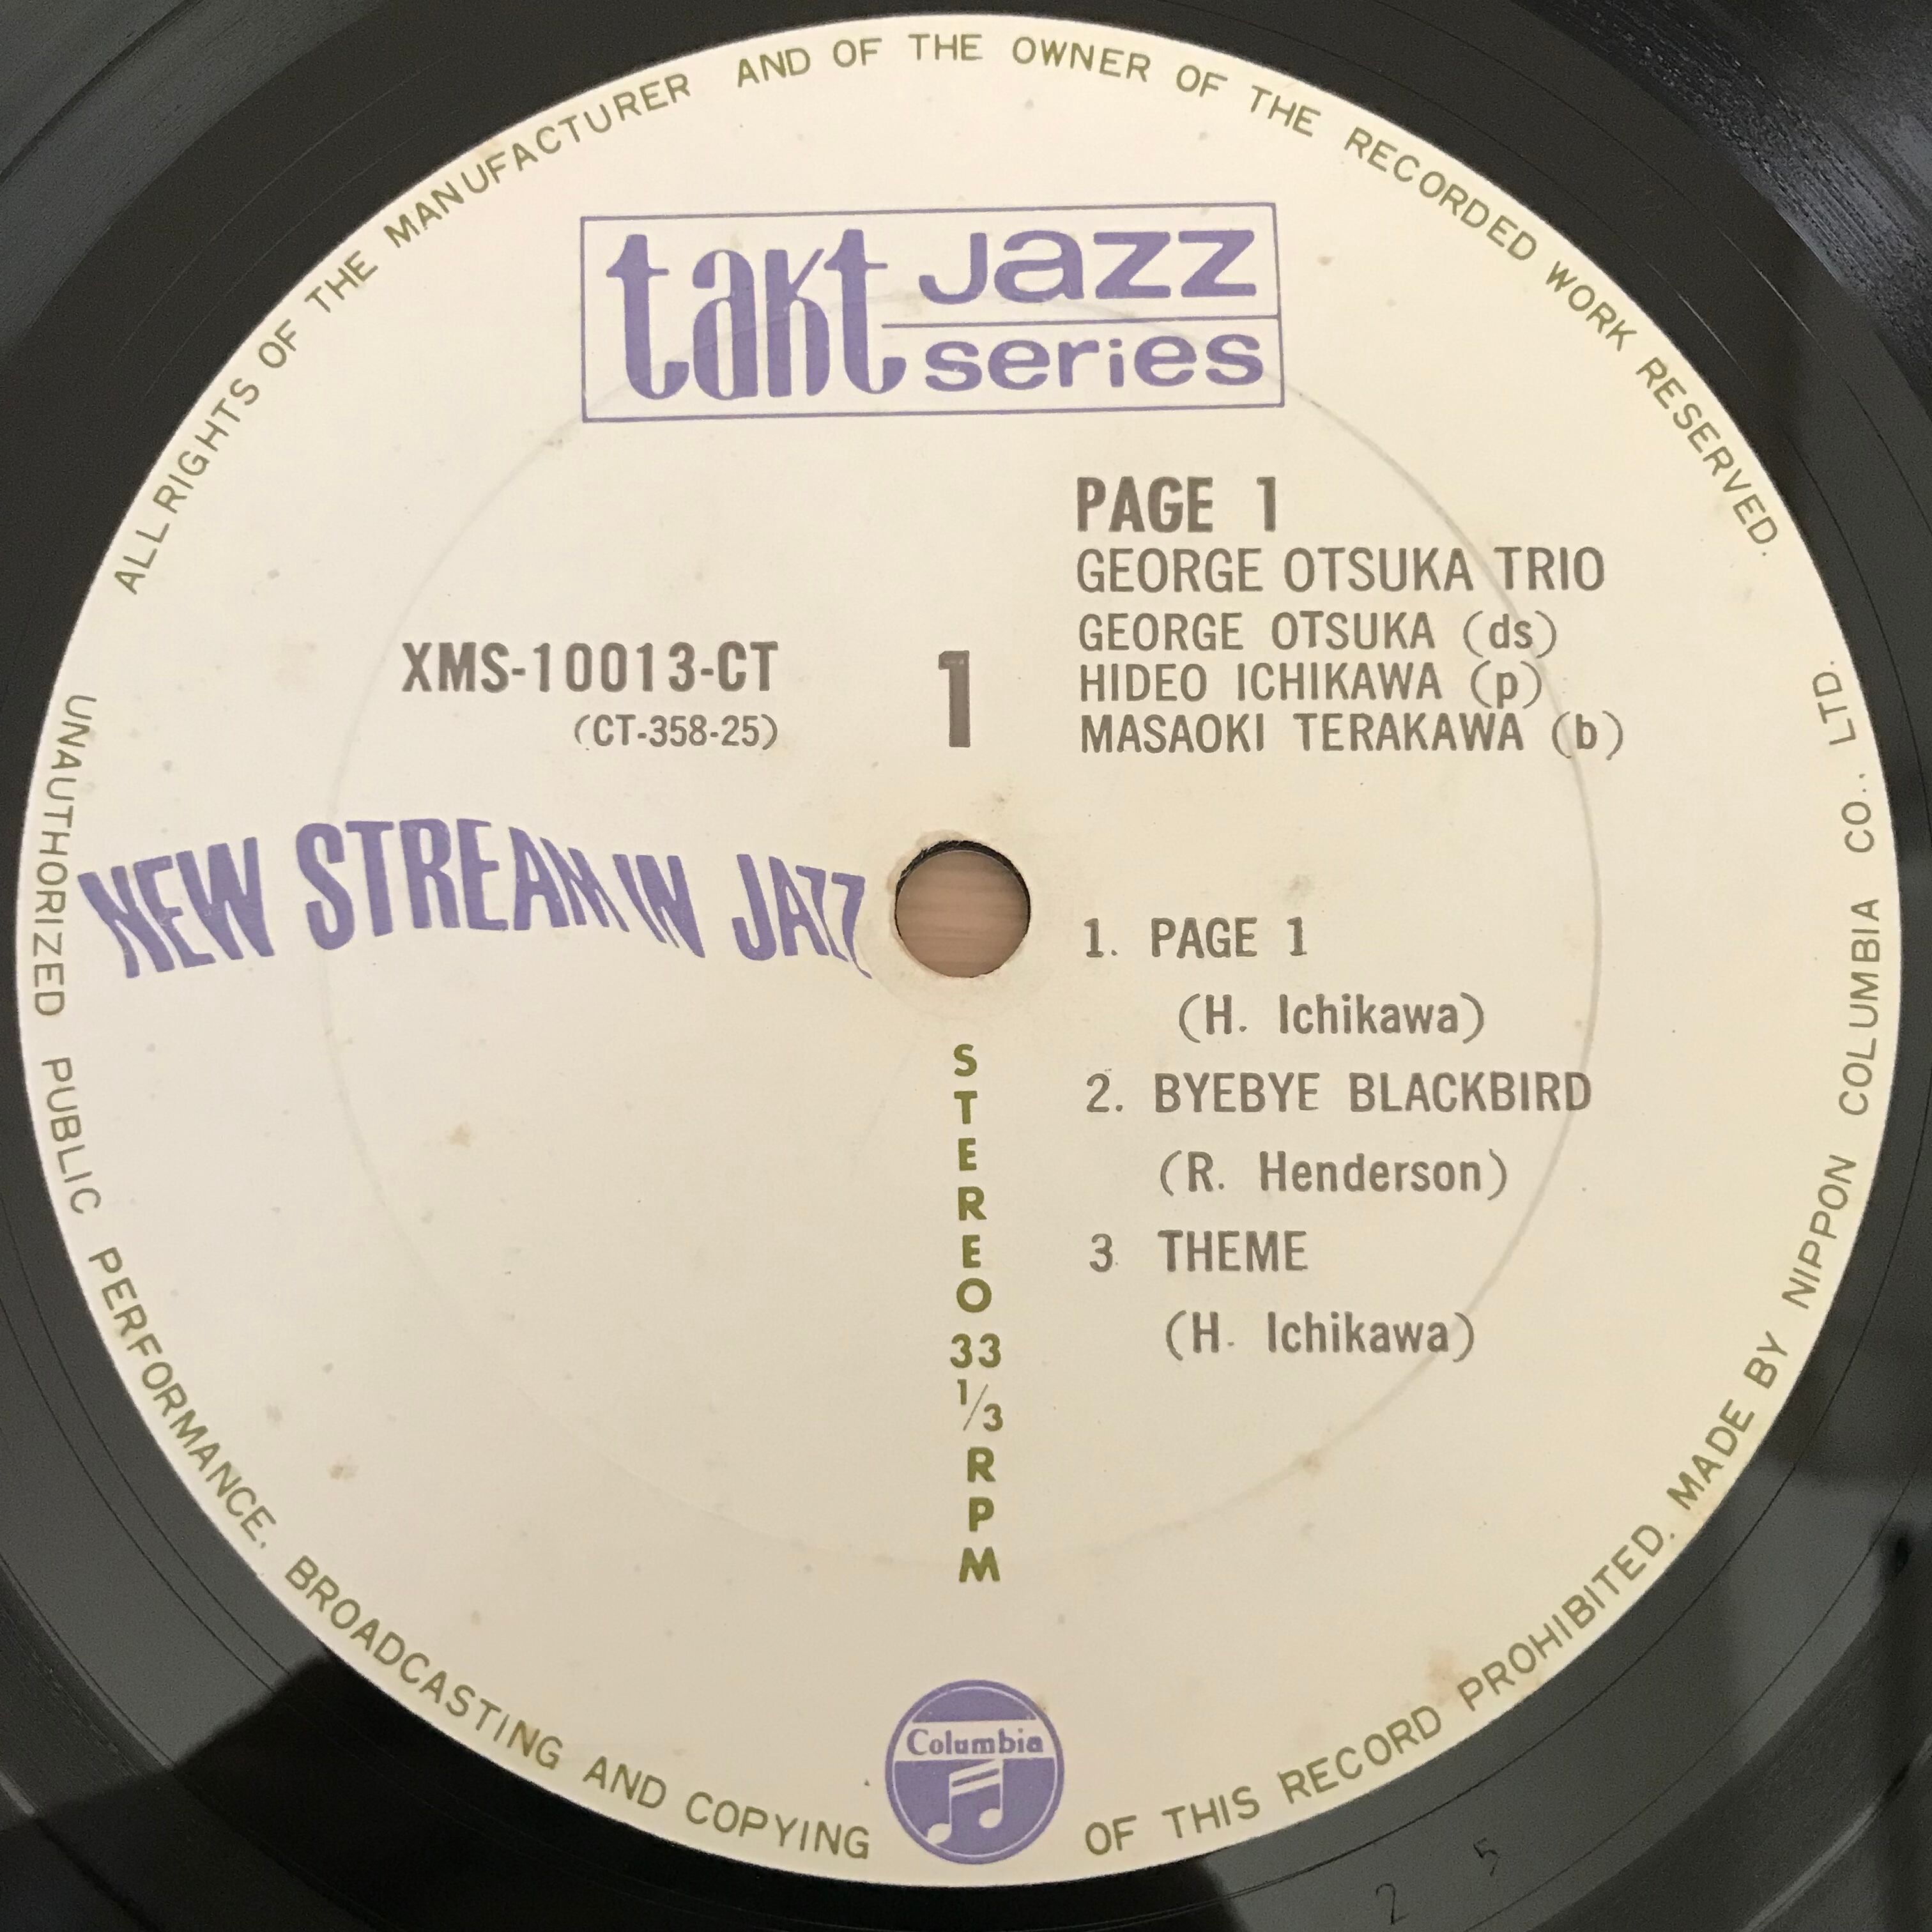 ALL RIGHTS OF THE MANUFACTURER AND OF THE OWNER OF THE RECORDED WORK RESERVED.
takt jazz
series
PAGE 1
GEORGE OTSUKA TRIO
GEORGE OTSUKA (ds)
HIDEO ICHIKAWA (p)
MASAOKI TERAKAWA (b)
XMS-10013-CT
(CT-358-25)
1
NEW STREAM IN JAZZ
1. PAGE 1
(H. Ichikawa)
2. BYEBYE BLACKBIRD
(R. Henderson)
3 THEME
(H. Ichikawa)
STEREO
33
1/3
RPM
Columbia
UNAUTHORIZED PUBLIC PERFORMANCE, BROADCASTING AND COPYING OF THIS RECORD PROHIBITED. MADE BY NIPPON COLUMBIA CO., LTD.
2 5